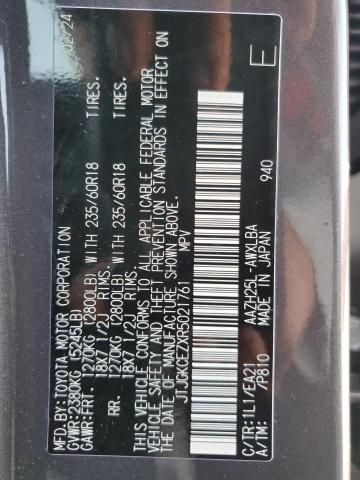 MFD.BY:TOYOTA MOTOR CORPORATION 02/24
GVWR:2380KG (5245LB)
GAWR:FRT. 1270KG (2800LB) WITH 235/60R18 TIRES.
18X7 1/2J RIMS.
RR. 1270KG (2800LB) WITH 235/60R18 TIRES.
18X7 1/2J RIMS.
THIS VEHICLE CONFORMS TO ALL APPLICABLE FEDERAL MOTOR
VEHICLE SAFETY, THEFT PREVENTION STANDARDS IN EFFECT ON
THE DATE OF MANUFACTURE SHOWN ABOVE.
JTJGKCEZXR5021761 MPV E
C/TR:1L1/EA21 AAZH25L-AWXLBA
A/TM: /P810 MADE IN JAPAN 940